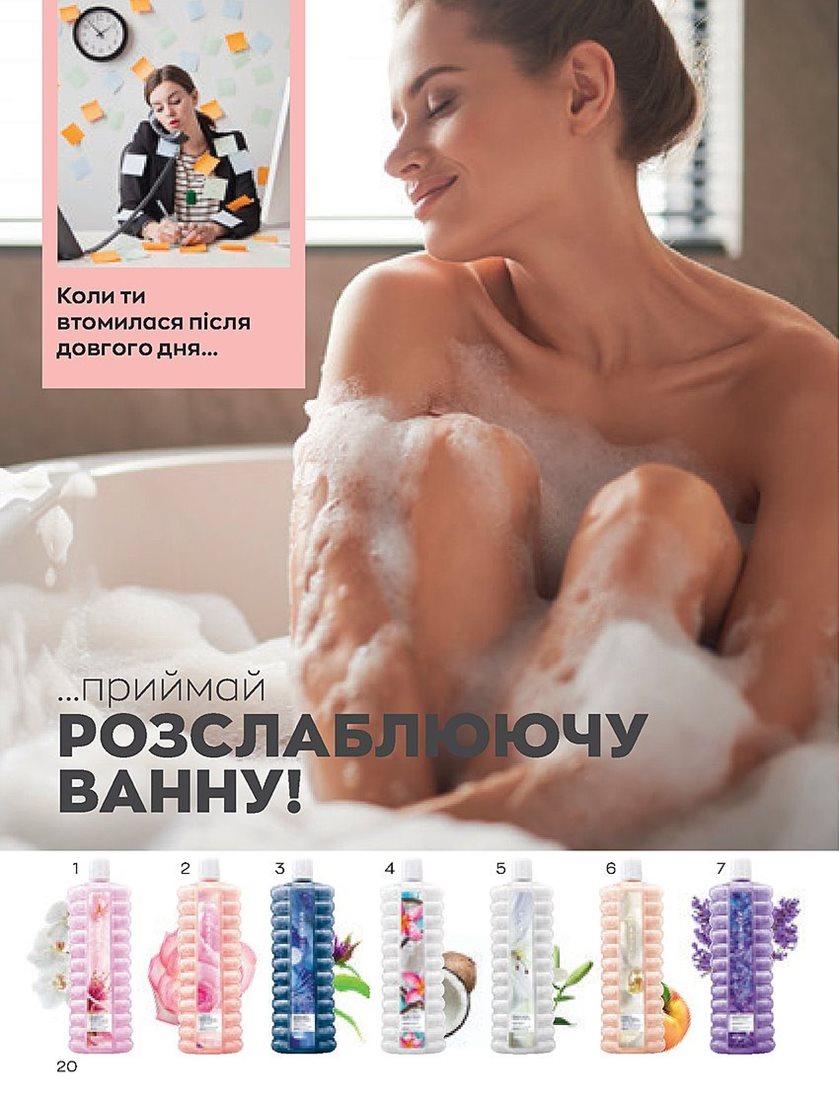 Коли ти
втомилася після
довгого дня...
...приймай
РОЗСЛАБЛЮЮЧУ
ВАННУ!
1 2 3 4 5 6 7
20